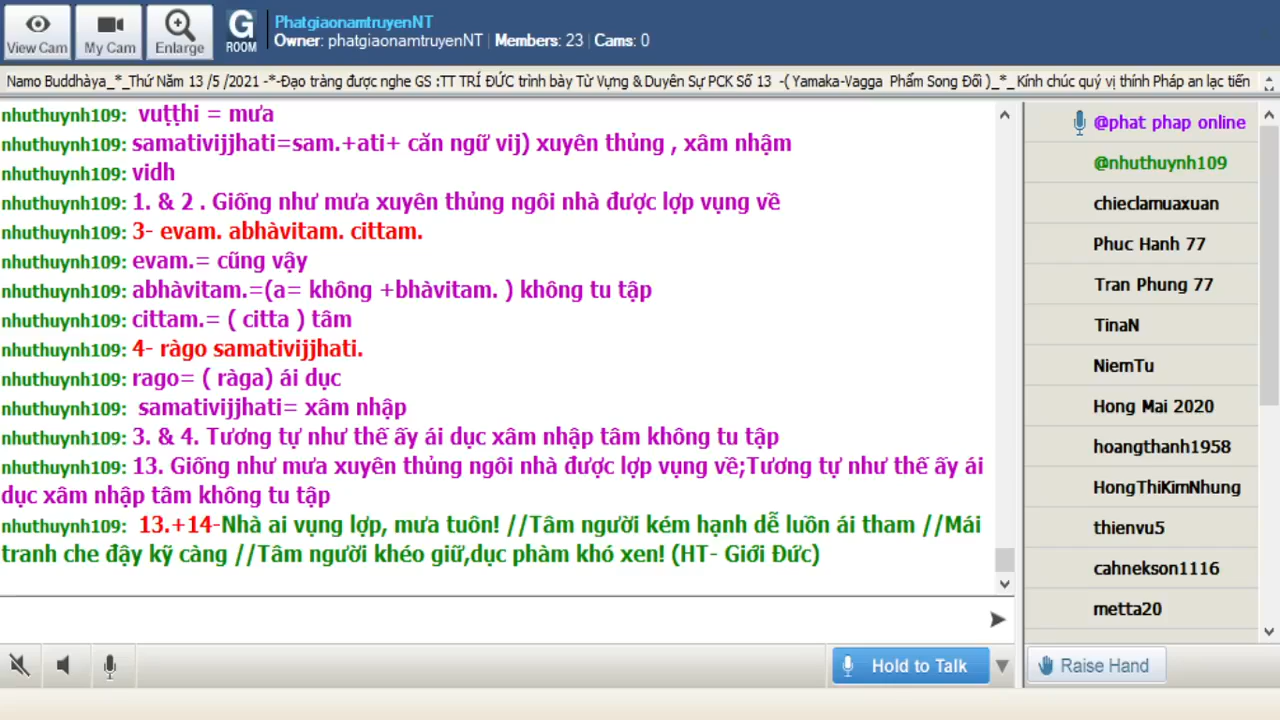 View Cam
My Cam
Enlarge
G
ROOM
PhatgiaonamtruyenNT
Owner: phatgiaonamtruyenNT | Members: 23 | Cams: 0
Namo Buddhàya_*_Thứ Năm 13 /5 /2021 -*-Đạo tràng được nghe GS :TT TRÍ ĐỨC trình bày Từ Vựng & Duyên Sự PCK Số 13 -( Yamaka-Vagga Phẩm Song Đối )_*_ Kính chúc quý vị thính Pháp an lạc tiến
nhuthuynh109: vuṭṭhi = mưa
nhuthuynh109: samativijjhati=sam.+ati+ căn ngữ vij) xuyên thủng , xâm nhậm
nhuthuynh109: vidh
nhuthuynh109: 1. & 2 . Giống như mưa xuyên thủng ngôi nhà được lợp vụng về
nhuthuynh109: 3- evam. abhàvitam. cittam.
nhuthuynh109: evam.= cũng vậy
nhuthuynh109: abhàvitam.=(a= không +bhàvitam. ) không tu tập
nhuthuynh109: cittam.= ( citta ) tâm
nhuthuynh109: 4- ràgo samativijjhati.
nhuthuynh109: rago= ( ràga) ái dục
nhuthuynh109: samativijjhati= xâm nhập
nhuthuynh109: 3. & 4. Tương tự như thế ấy ái dục xâm nhập tâm không tu tập
nhuthuynh109: 13. Giống như mưa xuyên thủng ngôi nhà được lợp vụng về;Tương tự như thế ấy ái
dục xâm nhập tâm không tu tập
nhuthuynh109: 13.+14-Nhà ai vụng lợp, mưa tuôn! //Tâm người kém hạnh dễ luồn ái tham //Mái
tranh che đậy kỹ càng //Tâm người khéo giữ,dục phàm khó xen! (HT- Giới Đức)
@phat phap online
@nhuthuynh109
chieclamuaxuan
Phuc Hanh 77
Tran Phung 77
TinaN
NiemTu
Hong Mai 2020
hoangthanh1958
HongThiKimNhung
thienvu5
cahnekson1116
metta20
Hold to Talk
Raise Hand